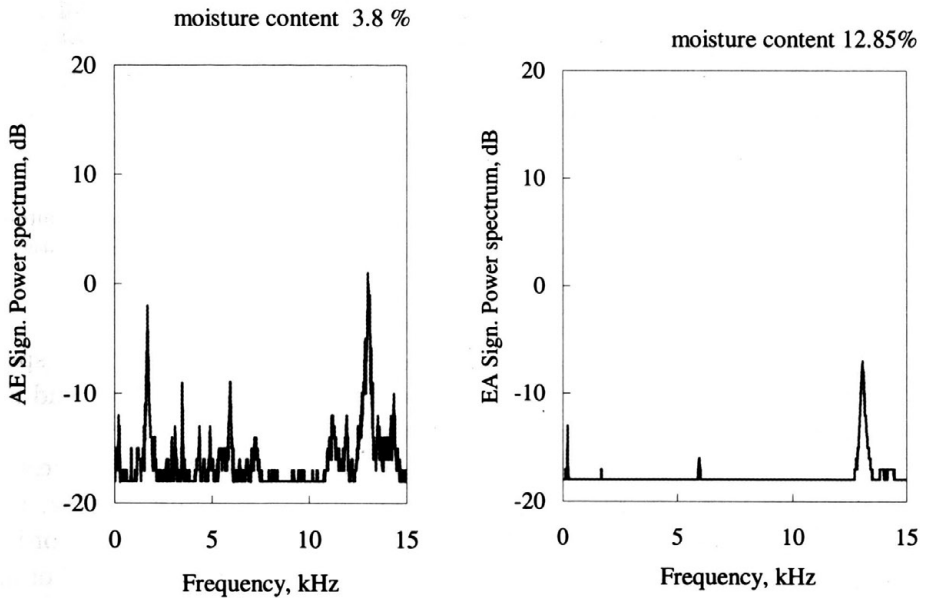 moisture content 3.8 %
AE Sign. Power spectrum, dB
20
10
0
-10
-20
0 5 10 15
Frequency, kHz
moisture content 12.85%
EA Sign. Power spectrum, dB
20
10
0
-10
-20
0 5 10 15
Frequency, kHz